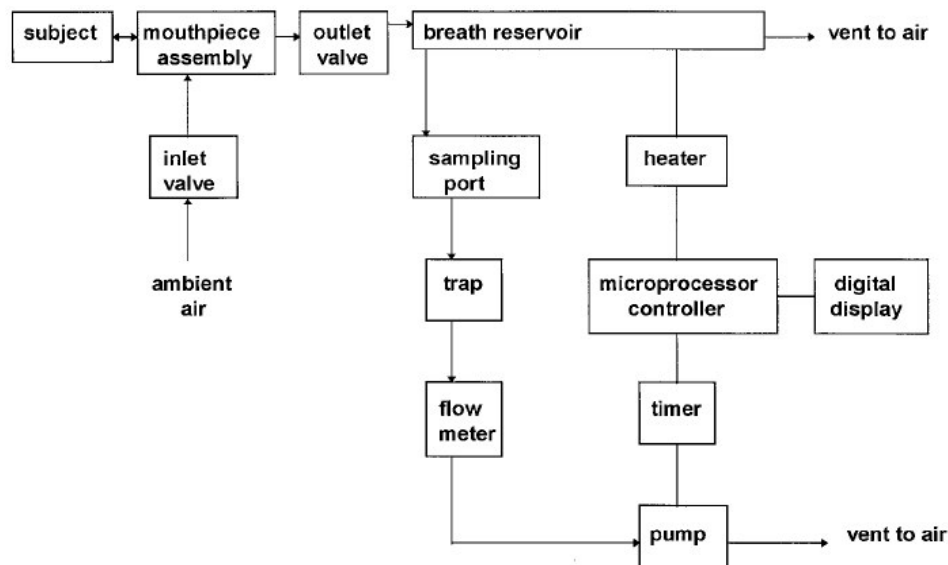 subject
mouthpiece
assembly
outlet
valve
breath reservoir
vent to air
inlet
valve
sampling
port
heater
ambient
air
trap
microprocessor
controller
digital
display
flow
meter
timer
pump
vent to air